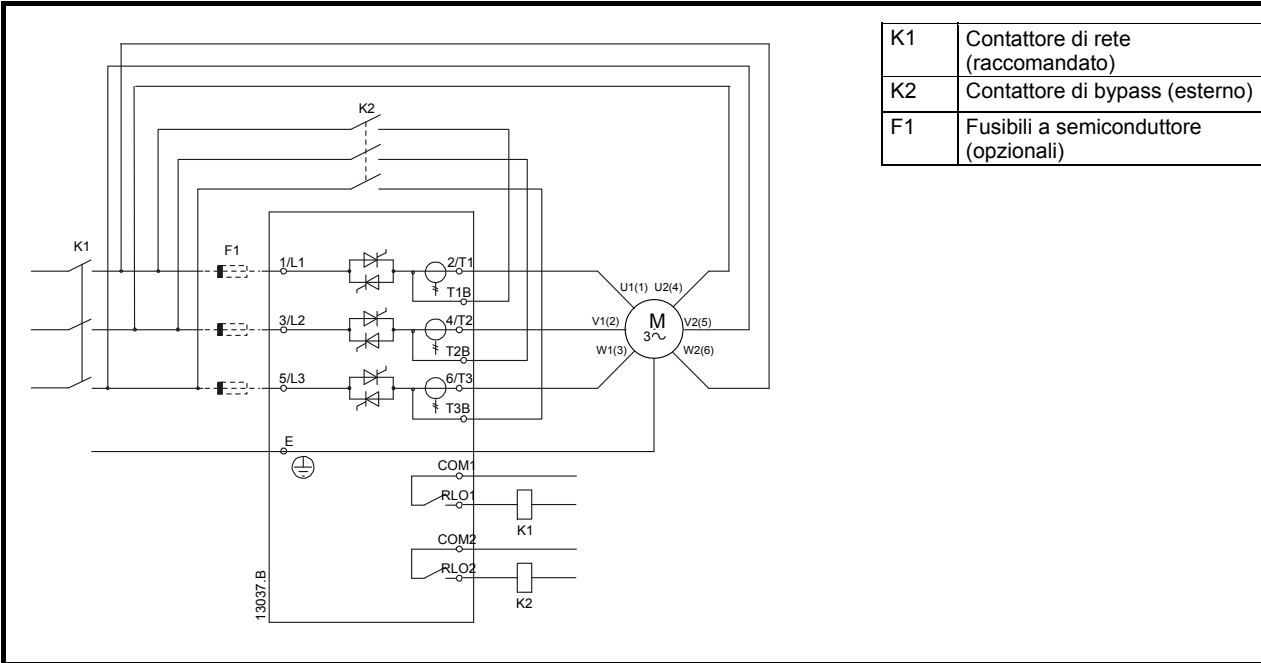 K1 Contattore di rete
(raccomandato)
K2 Contattore di bypass (esterno)
F1 Fusibili a semiconduttore
(opzionali)
K2
K1
F1
1/L1
2/T1
T1B
3/L2
4/T2
T2B
5/L3
6/T3
T3B
U1(1) U2(4)
V1(2) M V2(5)
3~
W1(3) W2(6)
E
COM1
RLO1
K1
COM2
RLO2
K2
13037.B